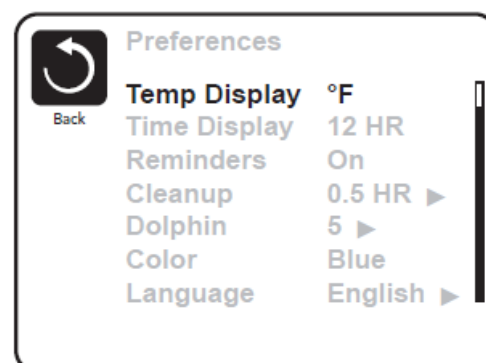 Preferences
Back
Temp Display °F
Time Display 12 HR
Reminders On
Cleanup 0.5 HR ▶
Dolphin 5 ▶
Color Blue
Language English ▶